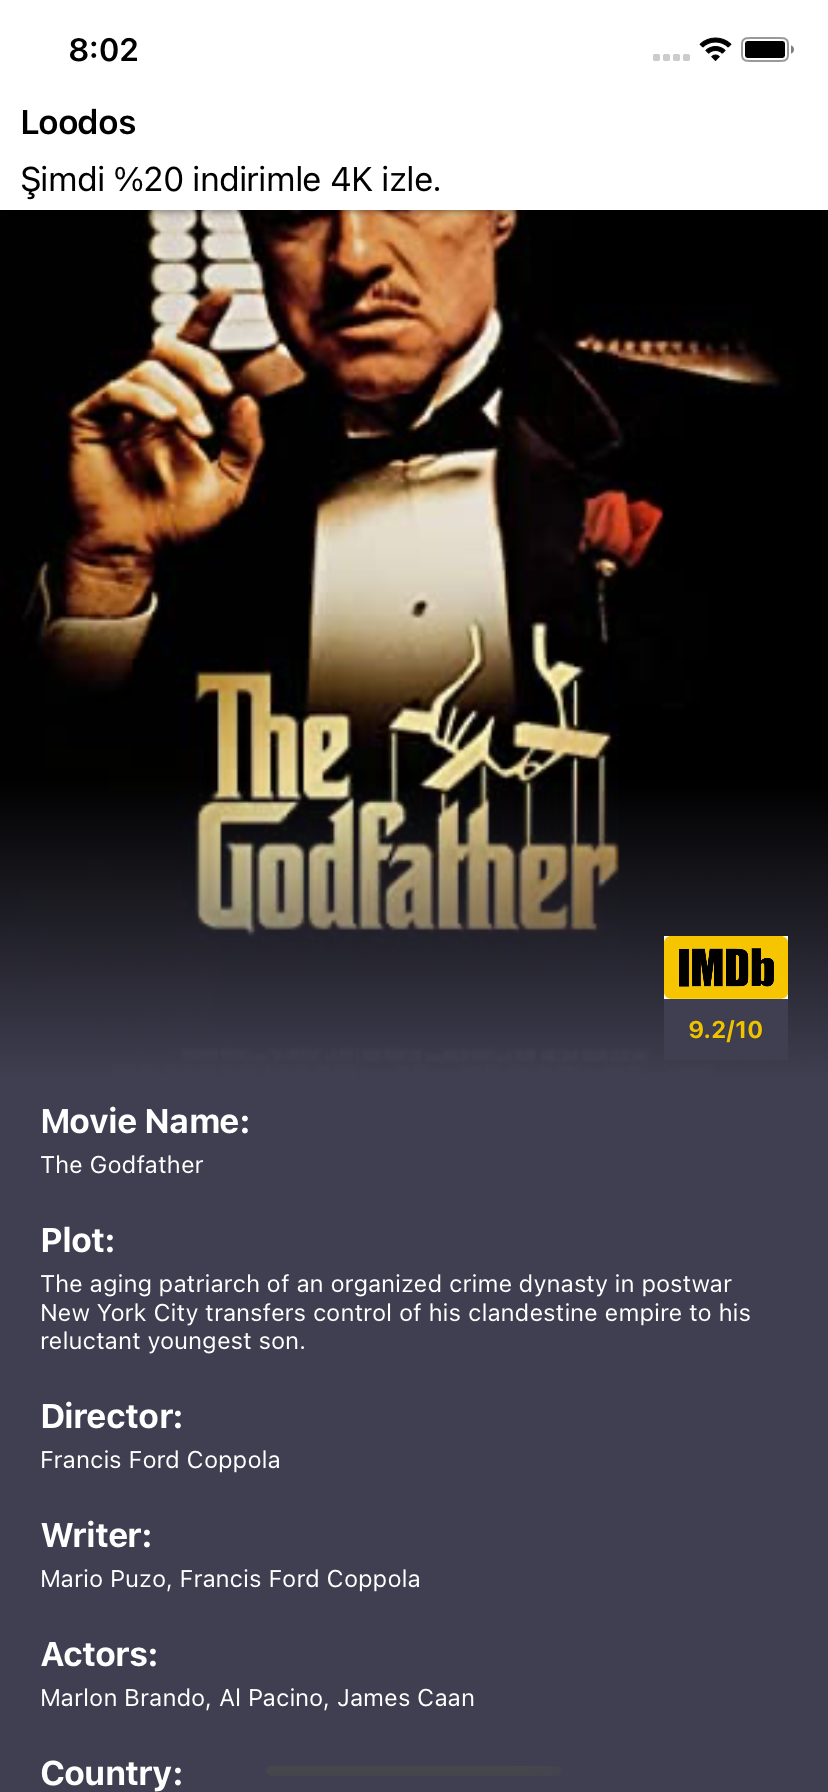 8:02
Loodos
Şimdi %20 indirimle 4K izle.
The
Godfather
IMDb
9.2/10
Movie Name:
The Godfather
Plot:
The aging patriarch of an organized crime dynasty in postwar
New York City transfers control of his clandestine empire to his
reluctant youngest son.
Director:
Francis Ford Coppola
Writer:
Mario Puzo, Francis Ford Coppola
Actors:
Marlon Brando, Al Pacino, James Caan
Country: